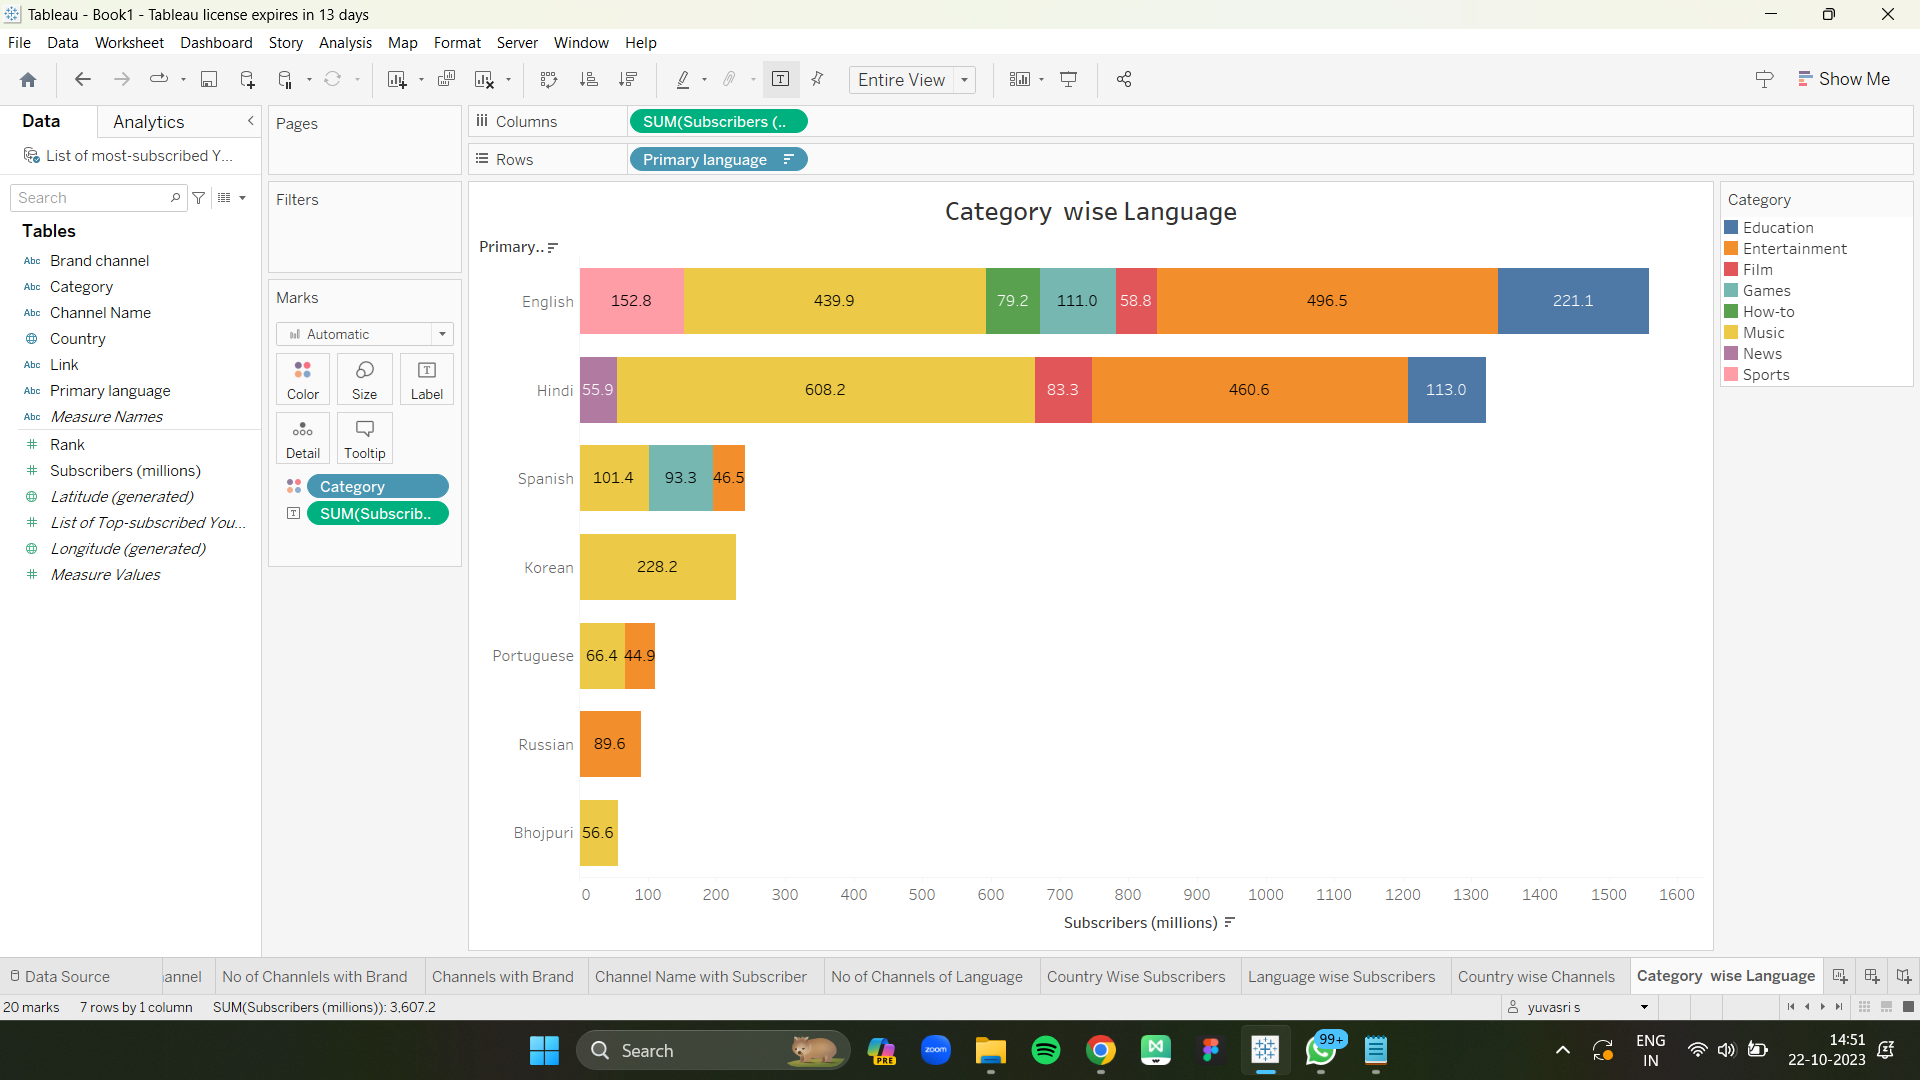 Tableau - Book1 - Tableau license expires in 13 days
File Data Worksheet Dashboard Story Analysis Map Format Server Window Help
Entire View
Show Me
Data Analytics
List of most-subscribed Y...
Search
Tables
Abc Brand channel
Abc Category
Abc Channel Name
Country
Abc Link
Abc Primary language
Abc Measure Names
# Rank
# Subscribers (millions)
Latitude (generated)
# List of Top-subscribed You...
Longitude (generated)
# Measure Values
Pages
Filters
Marks
Automatic
Color Size Label
Detail Tooltip
Category
SUM(Subscrib..
Columns SUM(Subscribers (..
Rows Primary language
Category  wise Language
Primary..
English 152.8 439.9 79.2 111.0 58.8 496.5 221.1
Hindi 55.9 608.2 83.3 460.6 113.0
Spanish 101.4 93.3 46.5
Korean 228.2
Portuguese 66.4 44.9
Russian 89.6
Bhojpuri 56.6
0 100 200 300 400 500 600 700 800 900 1000 1100 1200 1300 1400 1500 1600
Subscribers (millions)
Category
Education
Entertainment
Film
Games
How-to
Music
News
Sports
Data Source annel No of Channlels with Brand Channels with Brand Channel Name with Subscriber No of Channels of Language Country Wise Subscribers Language wise Subscribers Country wise Channels Category  wise Language
20 marks 7 rows by 1 column SUM(Subscribers (millions)): 3,607.2 yuvasri s
Search PRE zoom 99+ ENG 14:51
IN 22-10-2023